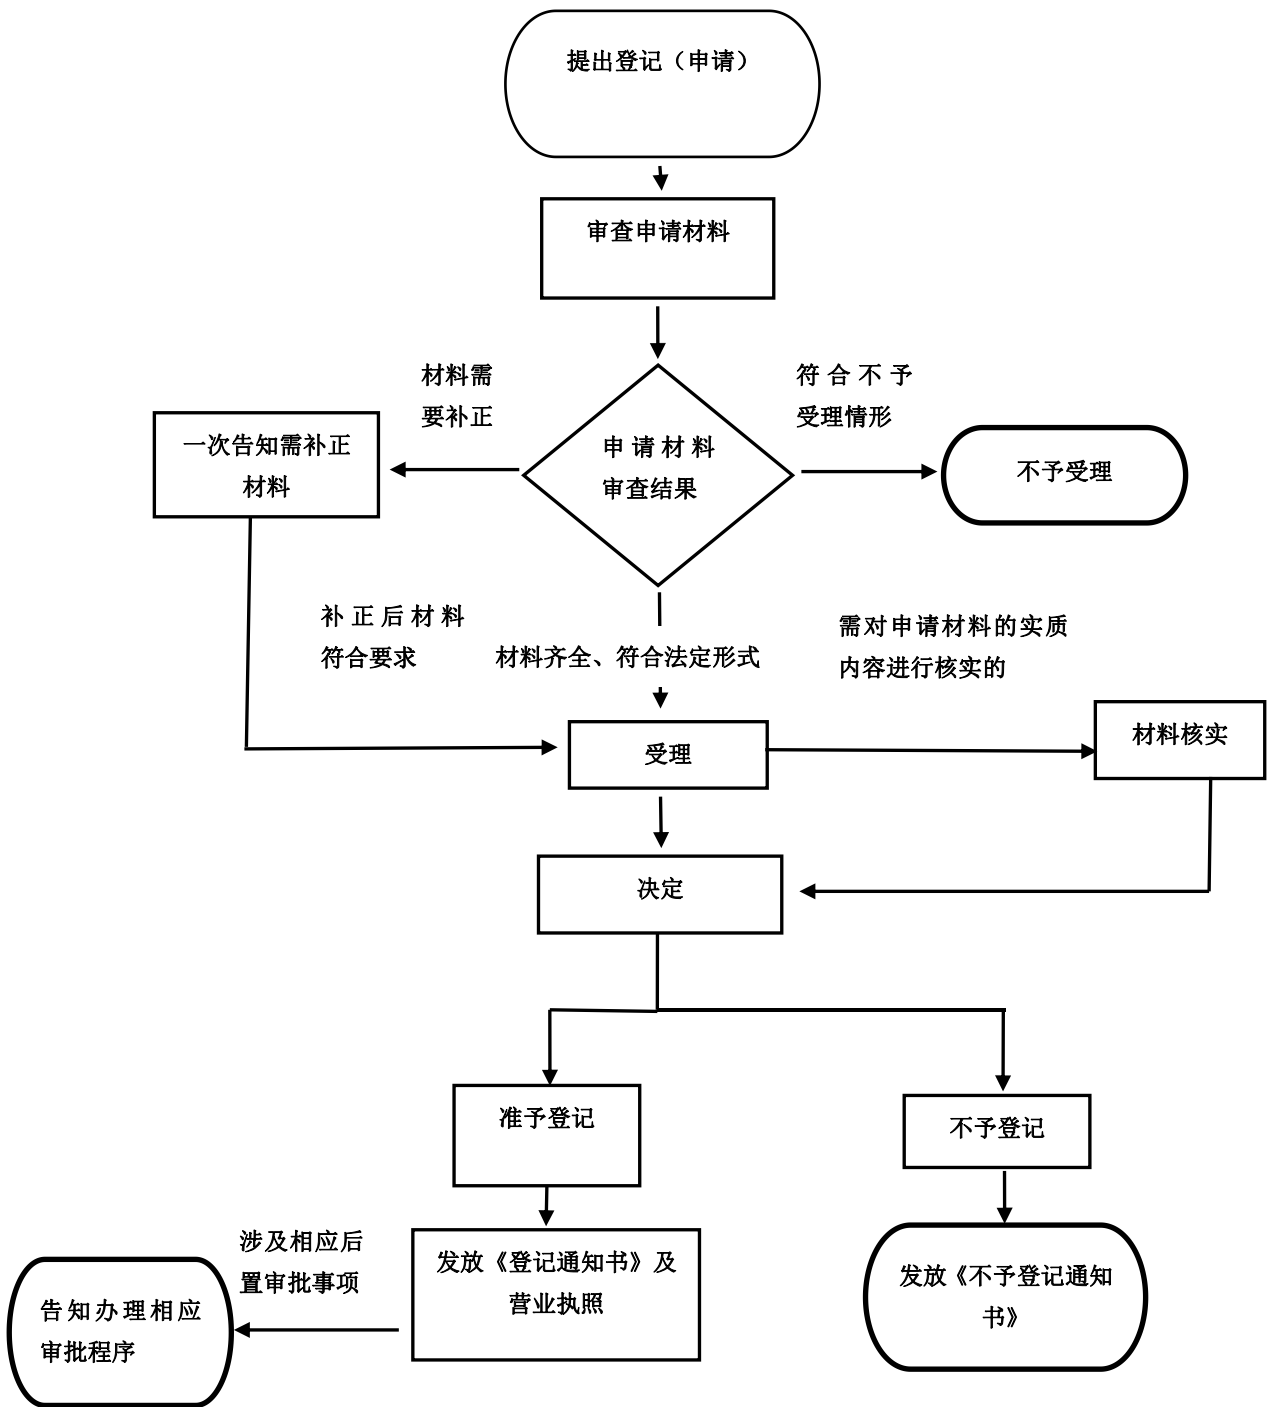 提出登记（申请）
审查申请材料
材料需
要补正
符合不予
受理情形
一次告知需补正
材料
申请材料
审查结果
不予受理
补正后材料
符合要求
材料齐全、符合法定形式
需对申请材料的实质
内容进行核实的
受理
材料核实
决定
准予登记
不予登记
涉及相应后
置审批事项
发放《登记通知书》及
营业执照
发放《不予登记通知
书》
告知办理相应
审批程序